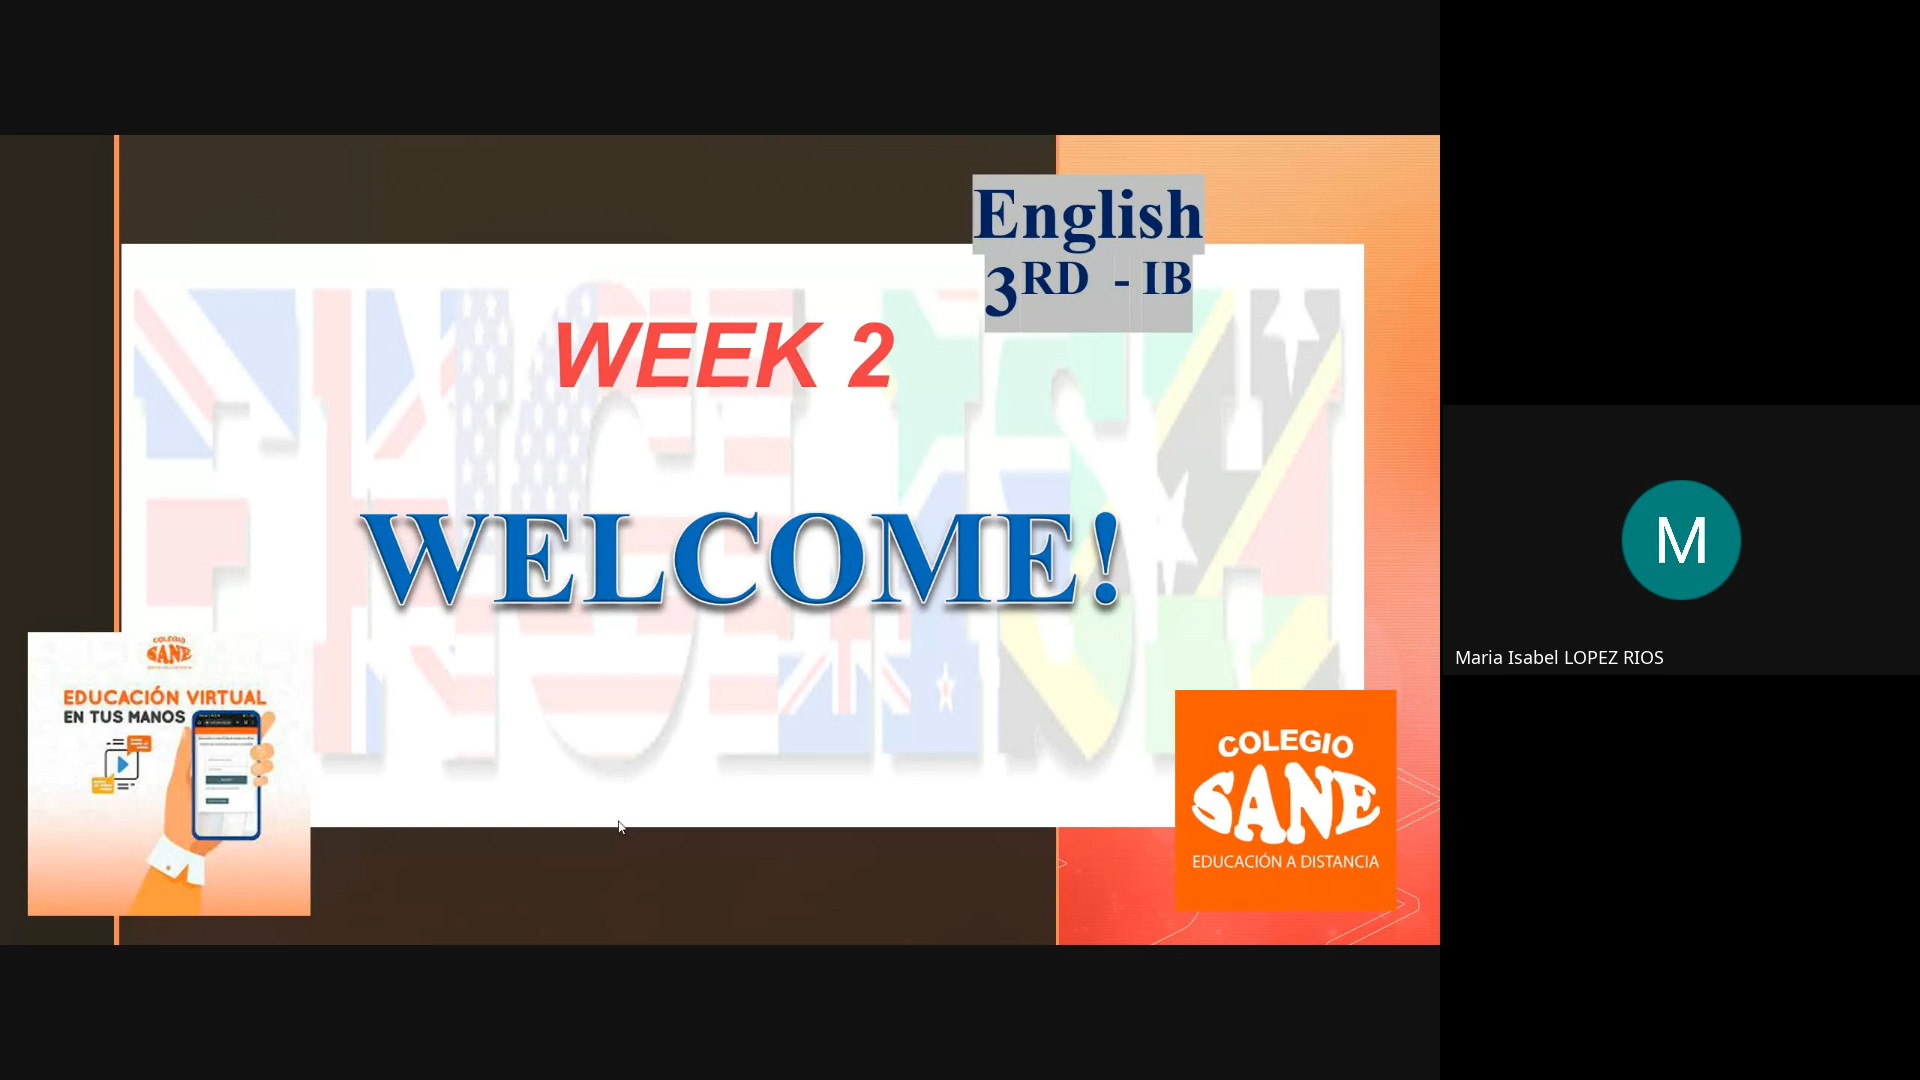 English
3RD - IB
WEEK 2
WELCOME!
COLEGIO
SANE
EDUCACIÓN VIRTUAL
EN TUS MANOS
COLEGIO
SANE
EDUCACIÓN A DISTANCIA
M
Maria Isabel LOPEZ RIOS